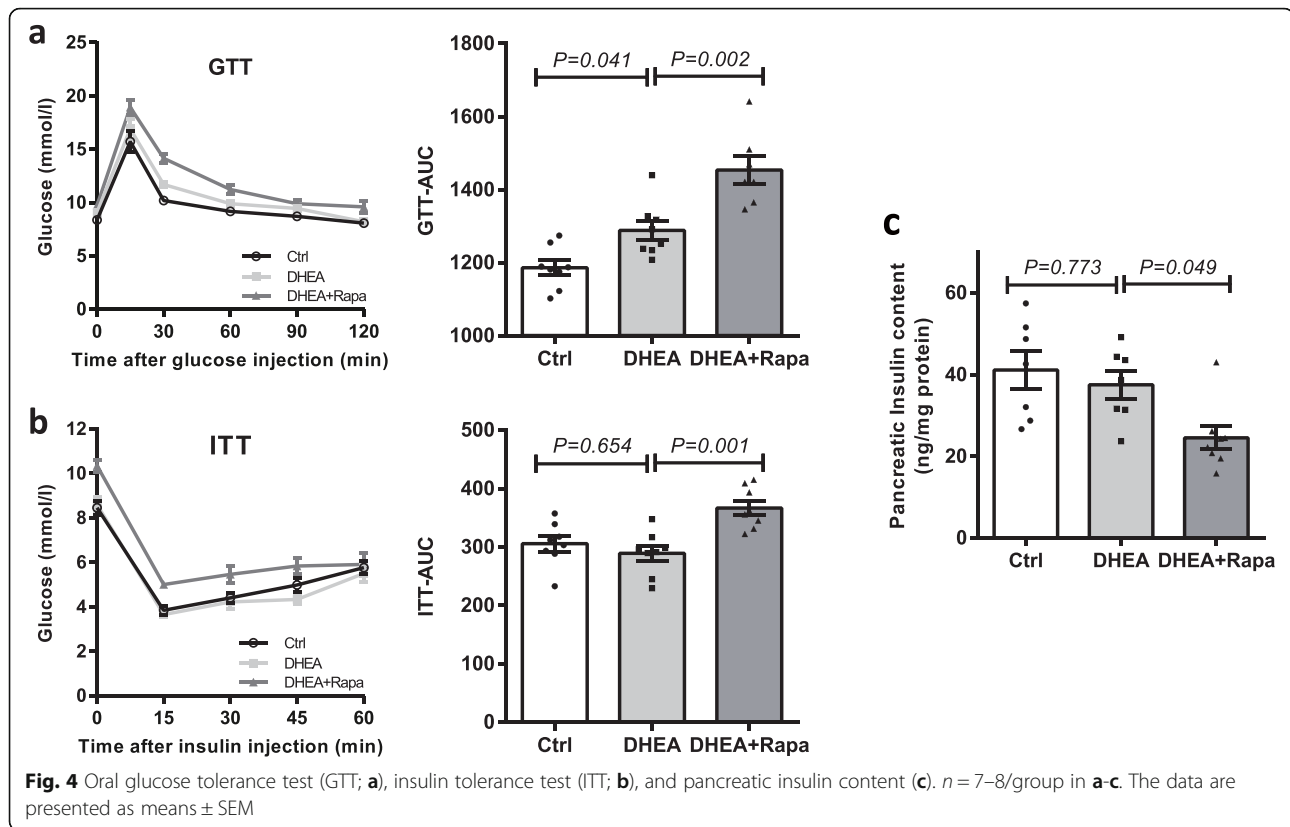 a
GTT
25
20
15
10
5
0
Glucose (mmol/l)
Ctrl
DHEA
DHEA+Rapa
0 30 60 90 120
Time after glucose injection (min)
1800
1600
1400
1200
1000
GTT-AUC
P=0.041
P=0.002
Ctrl DHEA DHEA+Rapa
b
ITT
12
10
8
6
4
2
0
Glucose (mmol/l)
Ctrl
DHEA
DHEA+Rapa
0 15 30 45 60
Time after insulin injection (min)
500
400
300
200
100
0
ITT-AUC
P=0.654
P=0.001
Ctrl DHEA DHEA+Rapa
c
60
40
20
0
Pancreatic Insulin content
(ng/mg protein)
P=0.773
P=0.049
Ctrl DHEA DHEA+Rapa
Fig. 4 Oral glucose tolerance test (GTT; a), insulin tolerance test (ITT; b), and pancreatic insulin content (c). n = 7–8/group in a-c. The data are
presented as means ± SEM